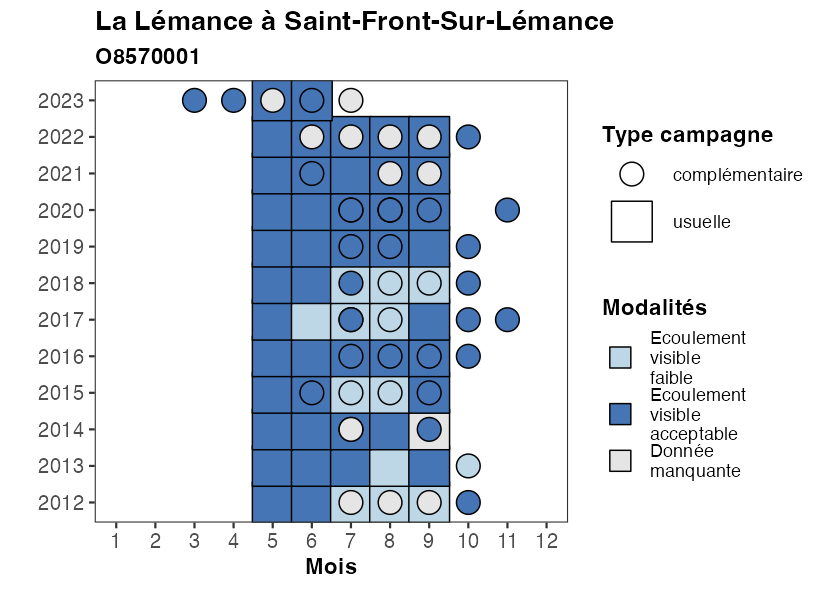 La Lémance à Saint-Front-Sur-Lémance
O8570001
2023
2022
2021
2020
2019
2018
2017
2016
2015
2014
2013
2012
1 2 3 4 5 6 7 8 9 10 11 12
Mois
Type campagne
complémentaire
usuelle
Modalités
Ecoulement
visible
faible
Ecoulement
visible
acceptable
Donnée
manquante